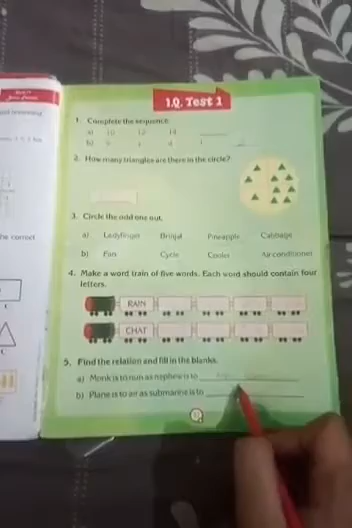 I.Q. Test 1
1. Complete the sequence.
a) 10 12 14
b)
2. How many triangles are there in the circle?
3. Circle the odd one out.
a) Ladyfinger Brinjal Pineapple Cabbage
b) Fan Cycle Cooler Air conditioner
4. Make a word train of five words. Each word should contain four
letters.
RAIN
CHAT
5. Find the relation and fill in the blanks.
a) Monk is to nun as nephew is to
b) Plane is to air as submarine is to